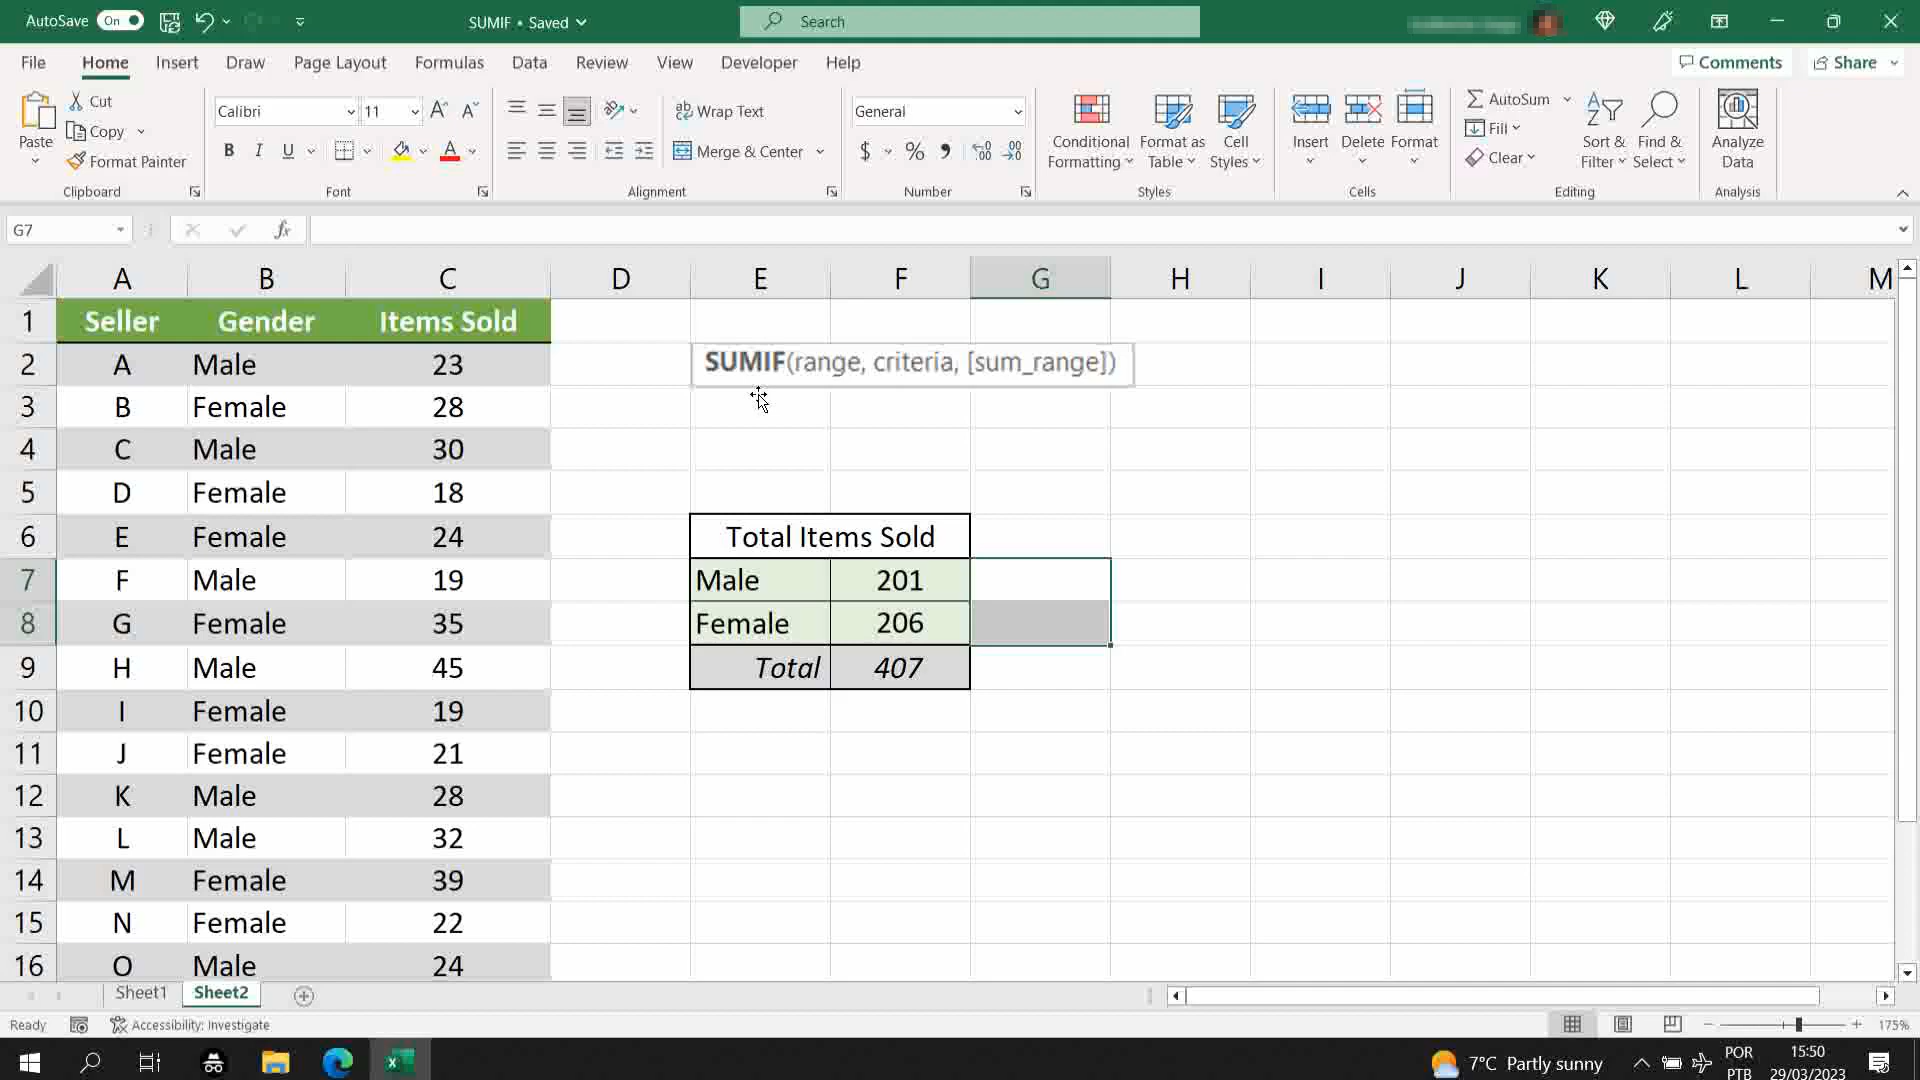 AutoSave On SUMIF • Saved Search
File Home Insert Draw Page Layout Formulas Data Review View Developer Help Comments Share
Paste Cut Copy Format Painter Clipboard
Calibri 11 B I U A Font
Wrap Text Merge & Center Alignment
General $ % Number
Conditional Formatting Format as Table Cell Styles Styles
Insert Delete Format Cells
AutoSum Fill Clear Sort & Filter Find & Select Editing
Analyze Data Analysis
G7 fx
A B C D E F G H I J K L M
1 Seller Gender Items Sold
2 A Male 23 SUMIF(range, criteria, [sum_range])
3 B Female 28
4 C Male 30
5 D Female 18
6 E Female 24 Total Items Sold
7 F Male 19 Male 201
8 G Female 35 Female 206
9 H Male 45 Total 407
10 I Female 19
11 J Female 21
12 K Male 28
13 L Male 32
14 M Female 39
15 N Female 22
16 O Male 24
Sheet1 Sheet2
Ready Accessibility: Investigate 175%
7°C Partly sunny POR 15:50
PTB 29/03/2023